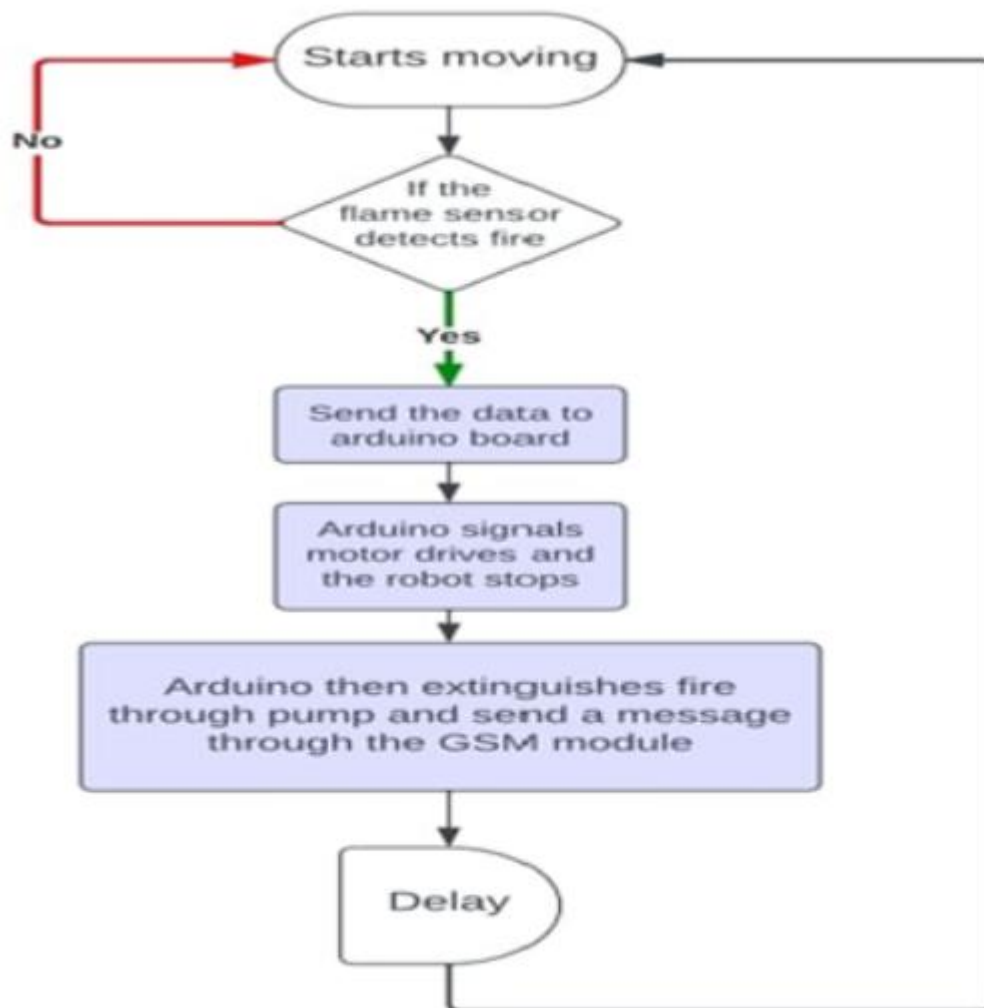 Starts moving
No
If the
flame sensor
detects fire
Yes
Send the data to
arduino board
Arduino signals
motor drives and
the robot stops
Arduino then extinguishes fire
through pump and send a message
through the GSM module
Delay